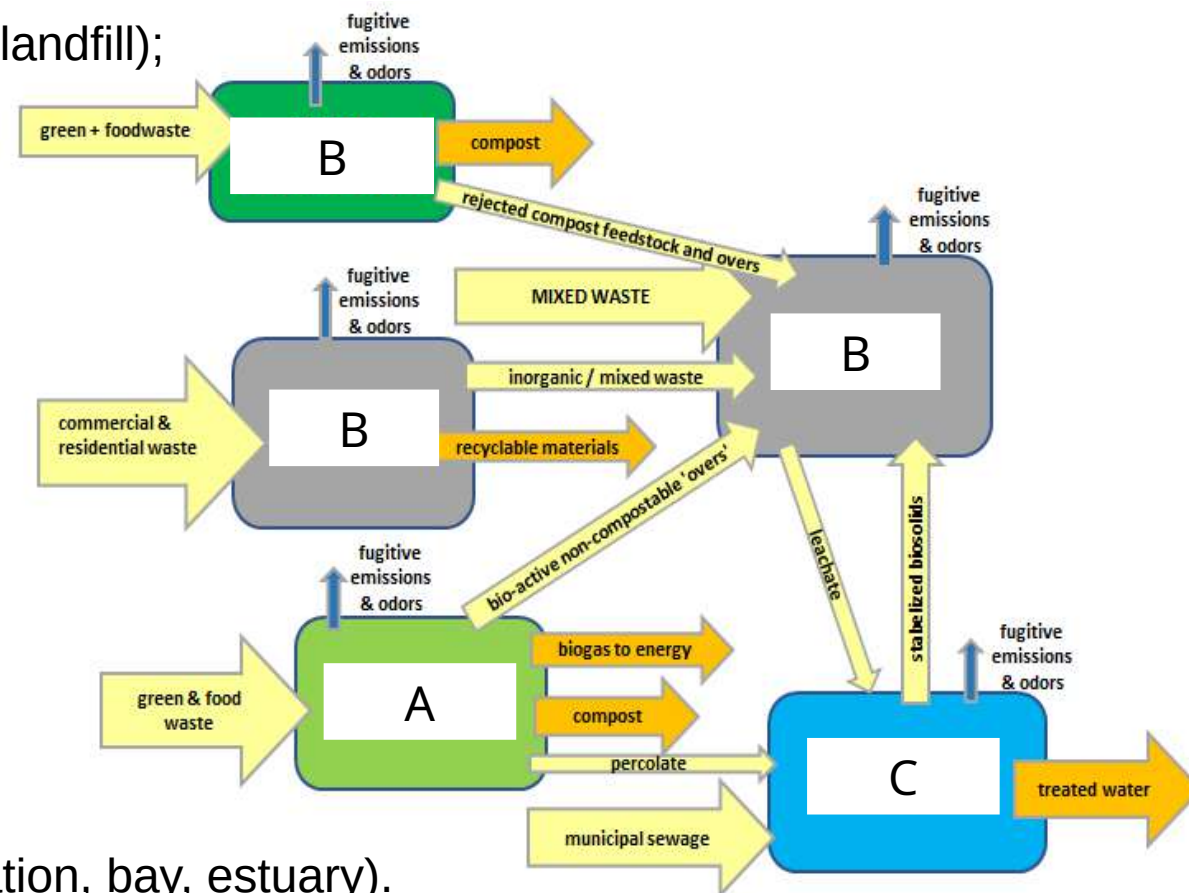 landfill);
fugitive
emissions
& odors
green + foodwaste
B
compost
rejected compost feedstock and overs
fugitive
emissions
& odors
fugitive
emissions
& odors
MIXED WASTE
B
inorganic / mixed waste
commercial &
residential waste
B
recyclable materials
bio-active non-compostable 'overs'
leachate
stabelized biosolids
fugitive
emissions
& odors
green & food
waste
A
biogas to energy
compost
percolate
fugitive
emissions
& odors
C
treated water
municipal sewage
ation, bay, estuary).